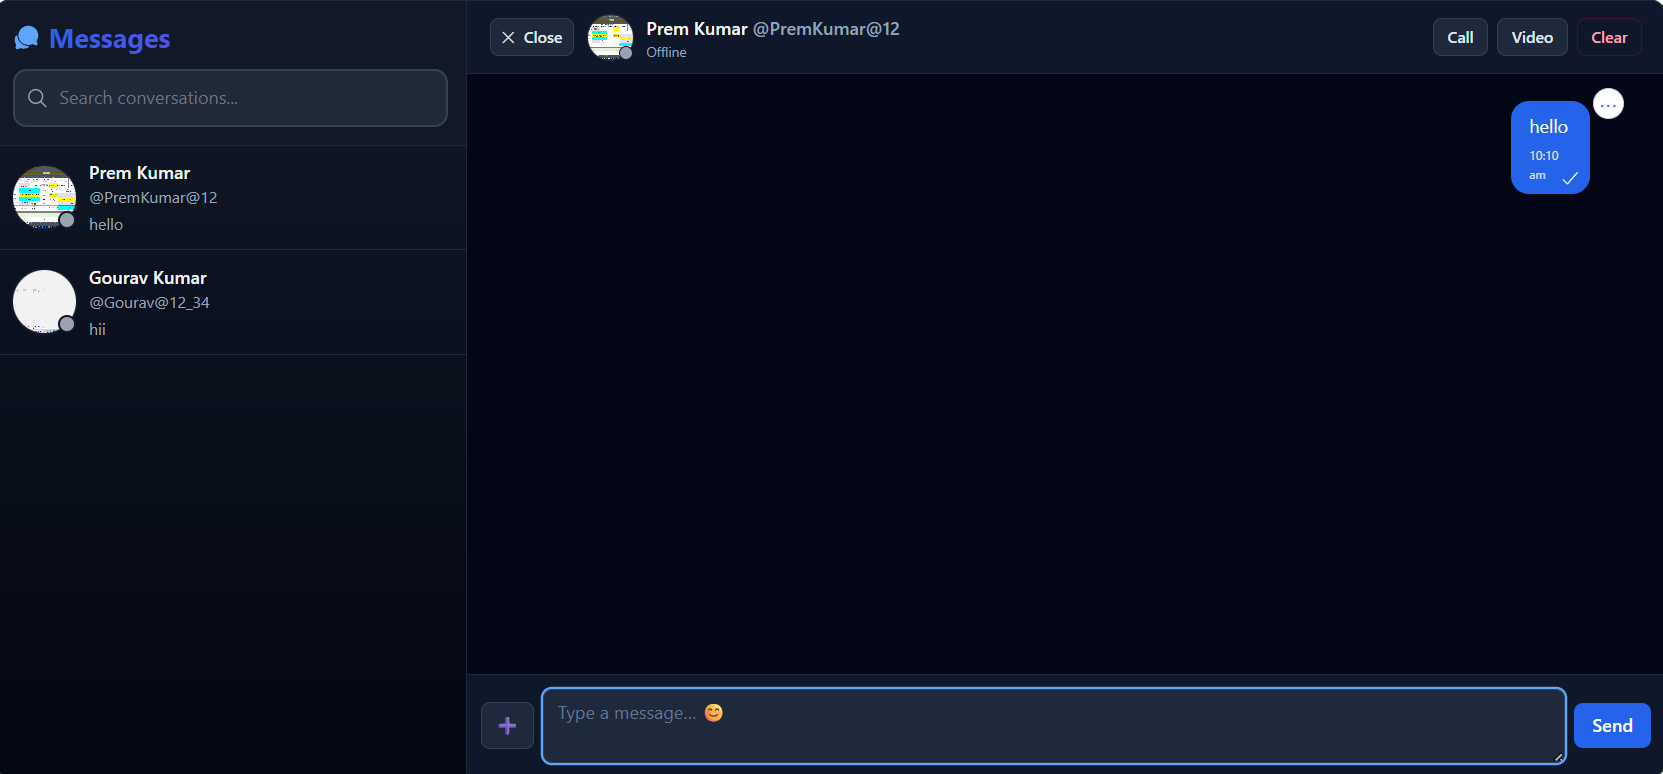 Messages
Search conversations...
Prem Kumar
@PremKumar@12
hello
Gourav Kumar
@Gourav@12_34
hii
Close
Prem Kumar @PremKumar@12
Offline
Call
Video
Clear
...
hello
10:10
am
Type a message... 😊
Send